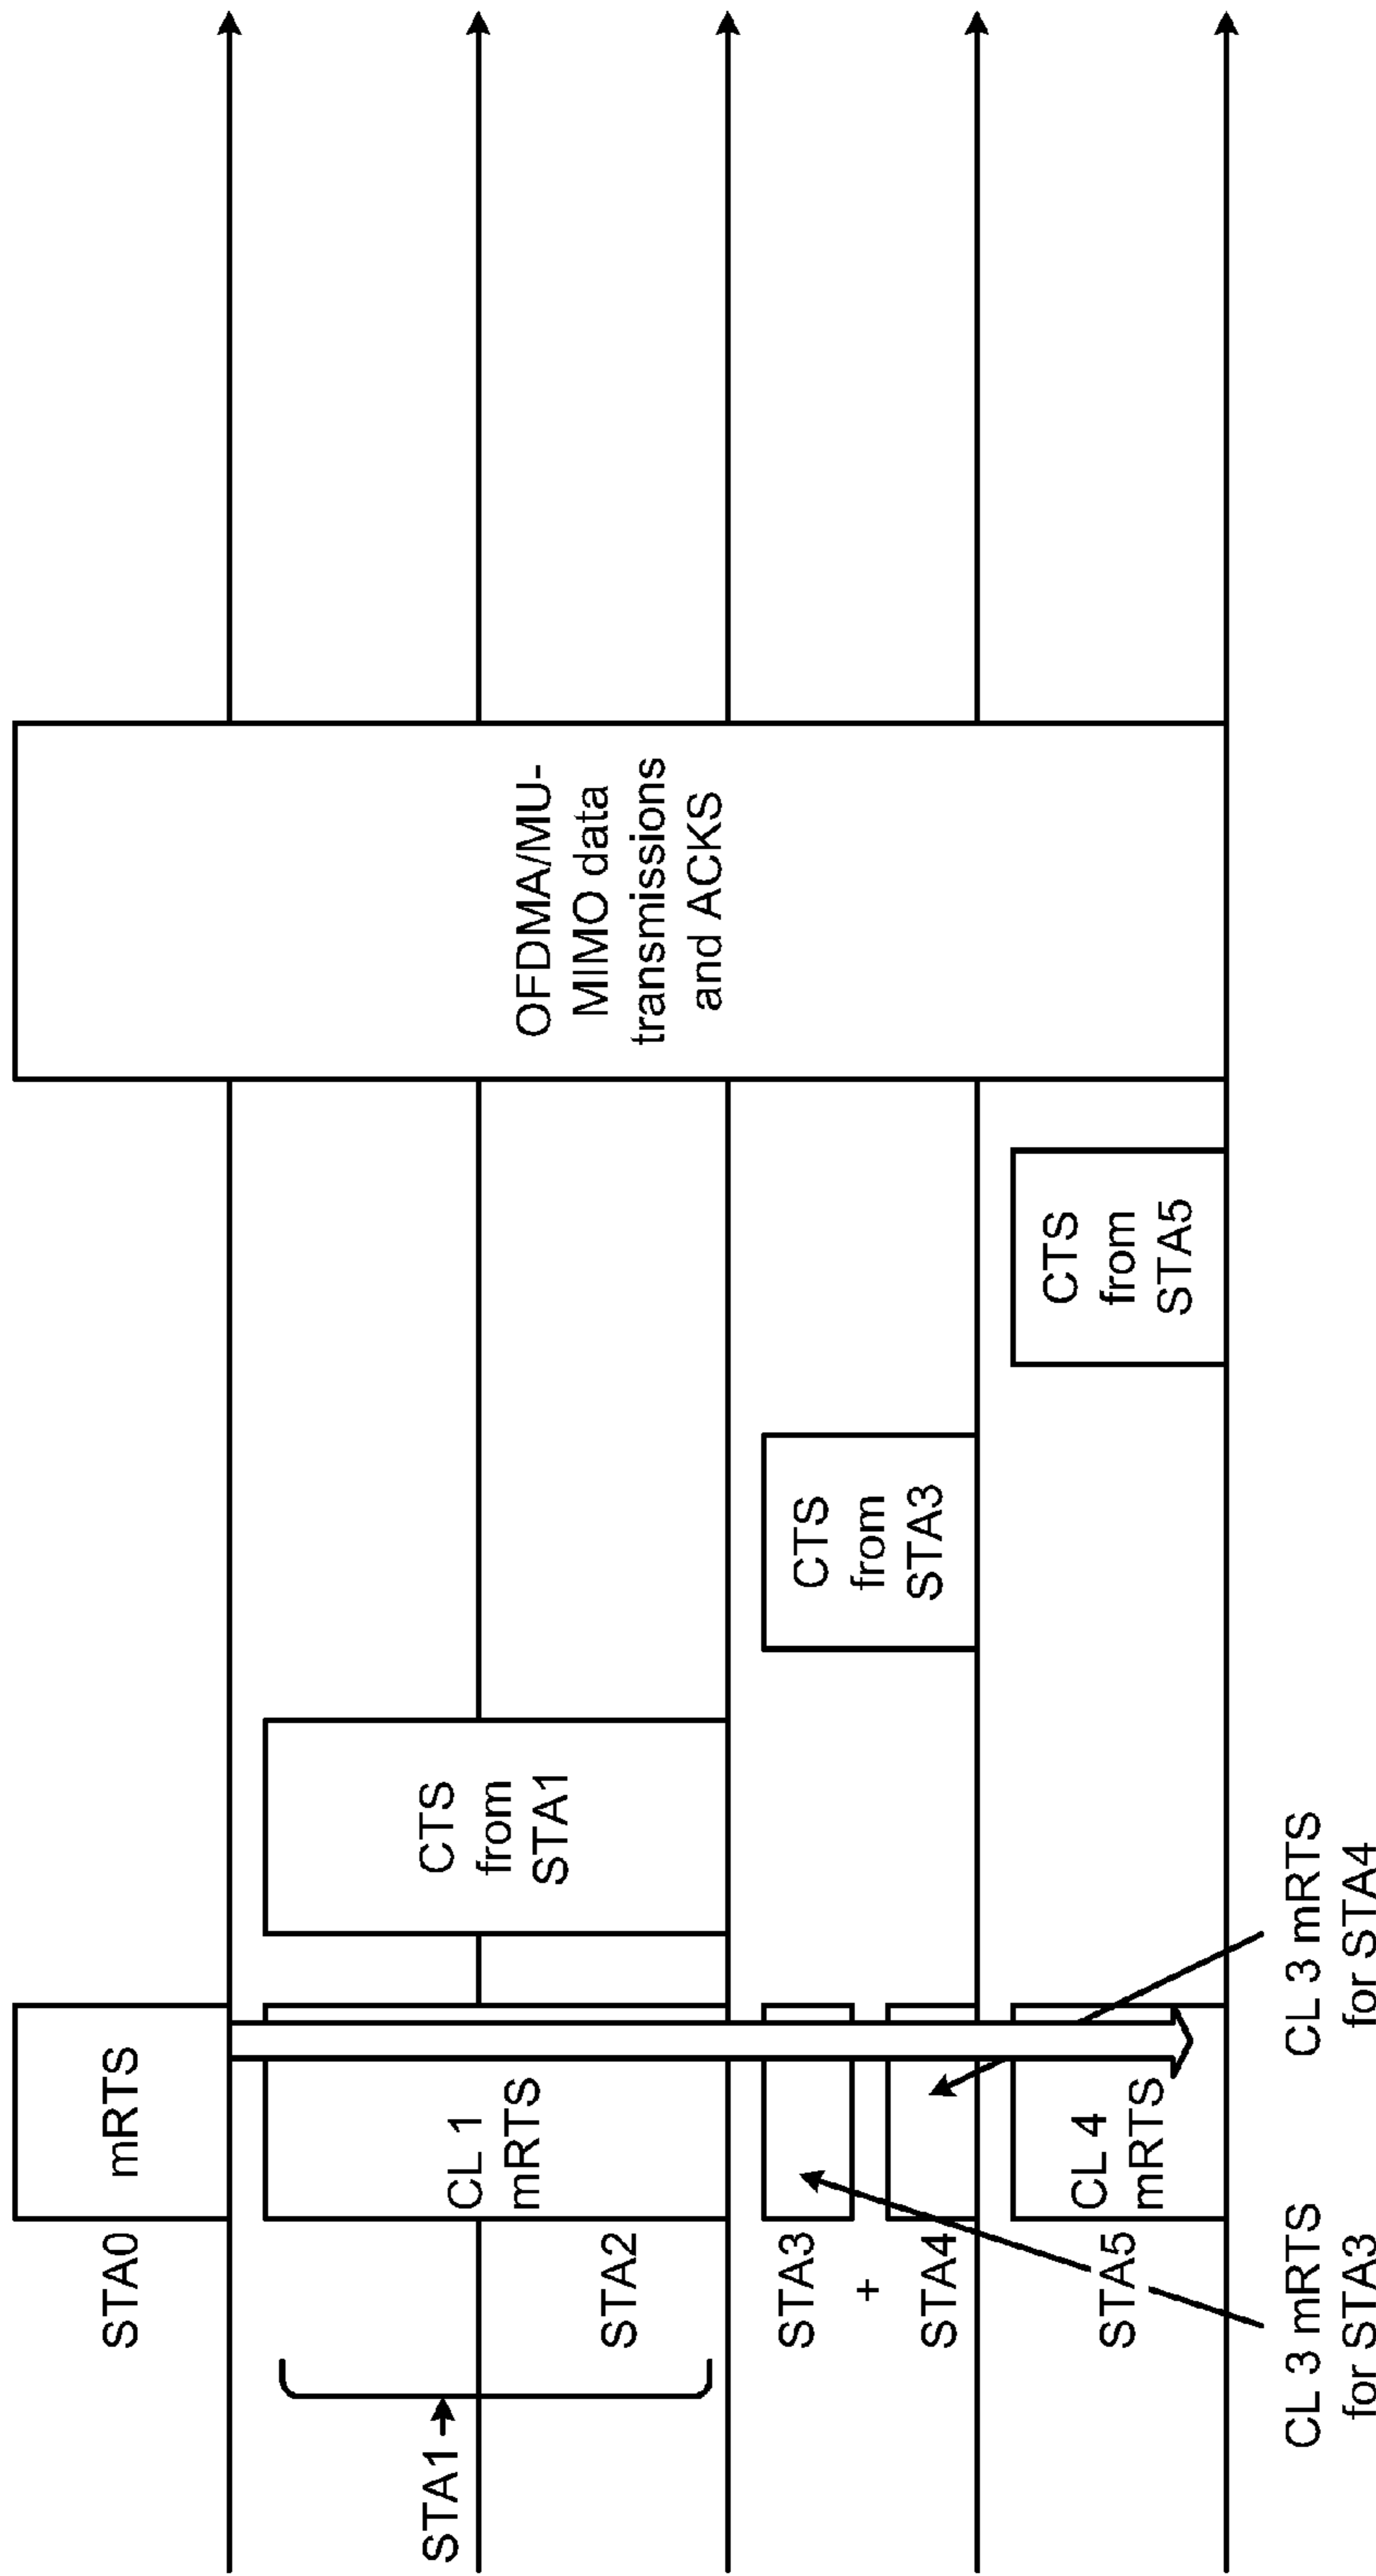 STA0
mRTS
STA1
STA2
CL 1
mRTS
CTS
from
STA1
OFDMA/MU-
MIMO data
transmissions
and ACKS
STA3
+
STA4
CTS
from
STA3
STA5
CL 4
mRTS
CTS
from
STA5
CL 3 mRTS
for STA3
CL 3 mRTS
for STA4